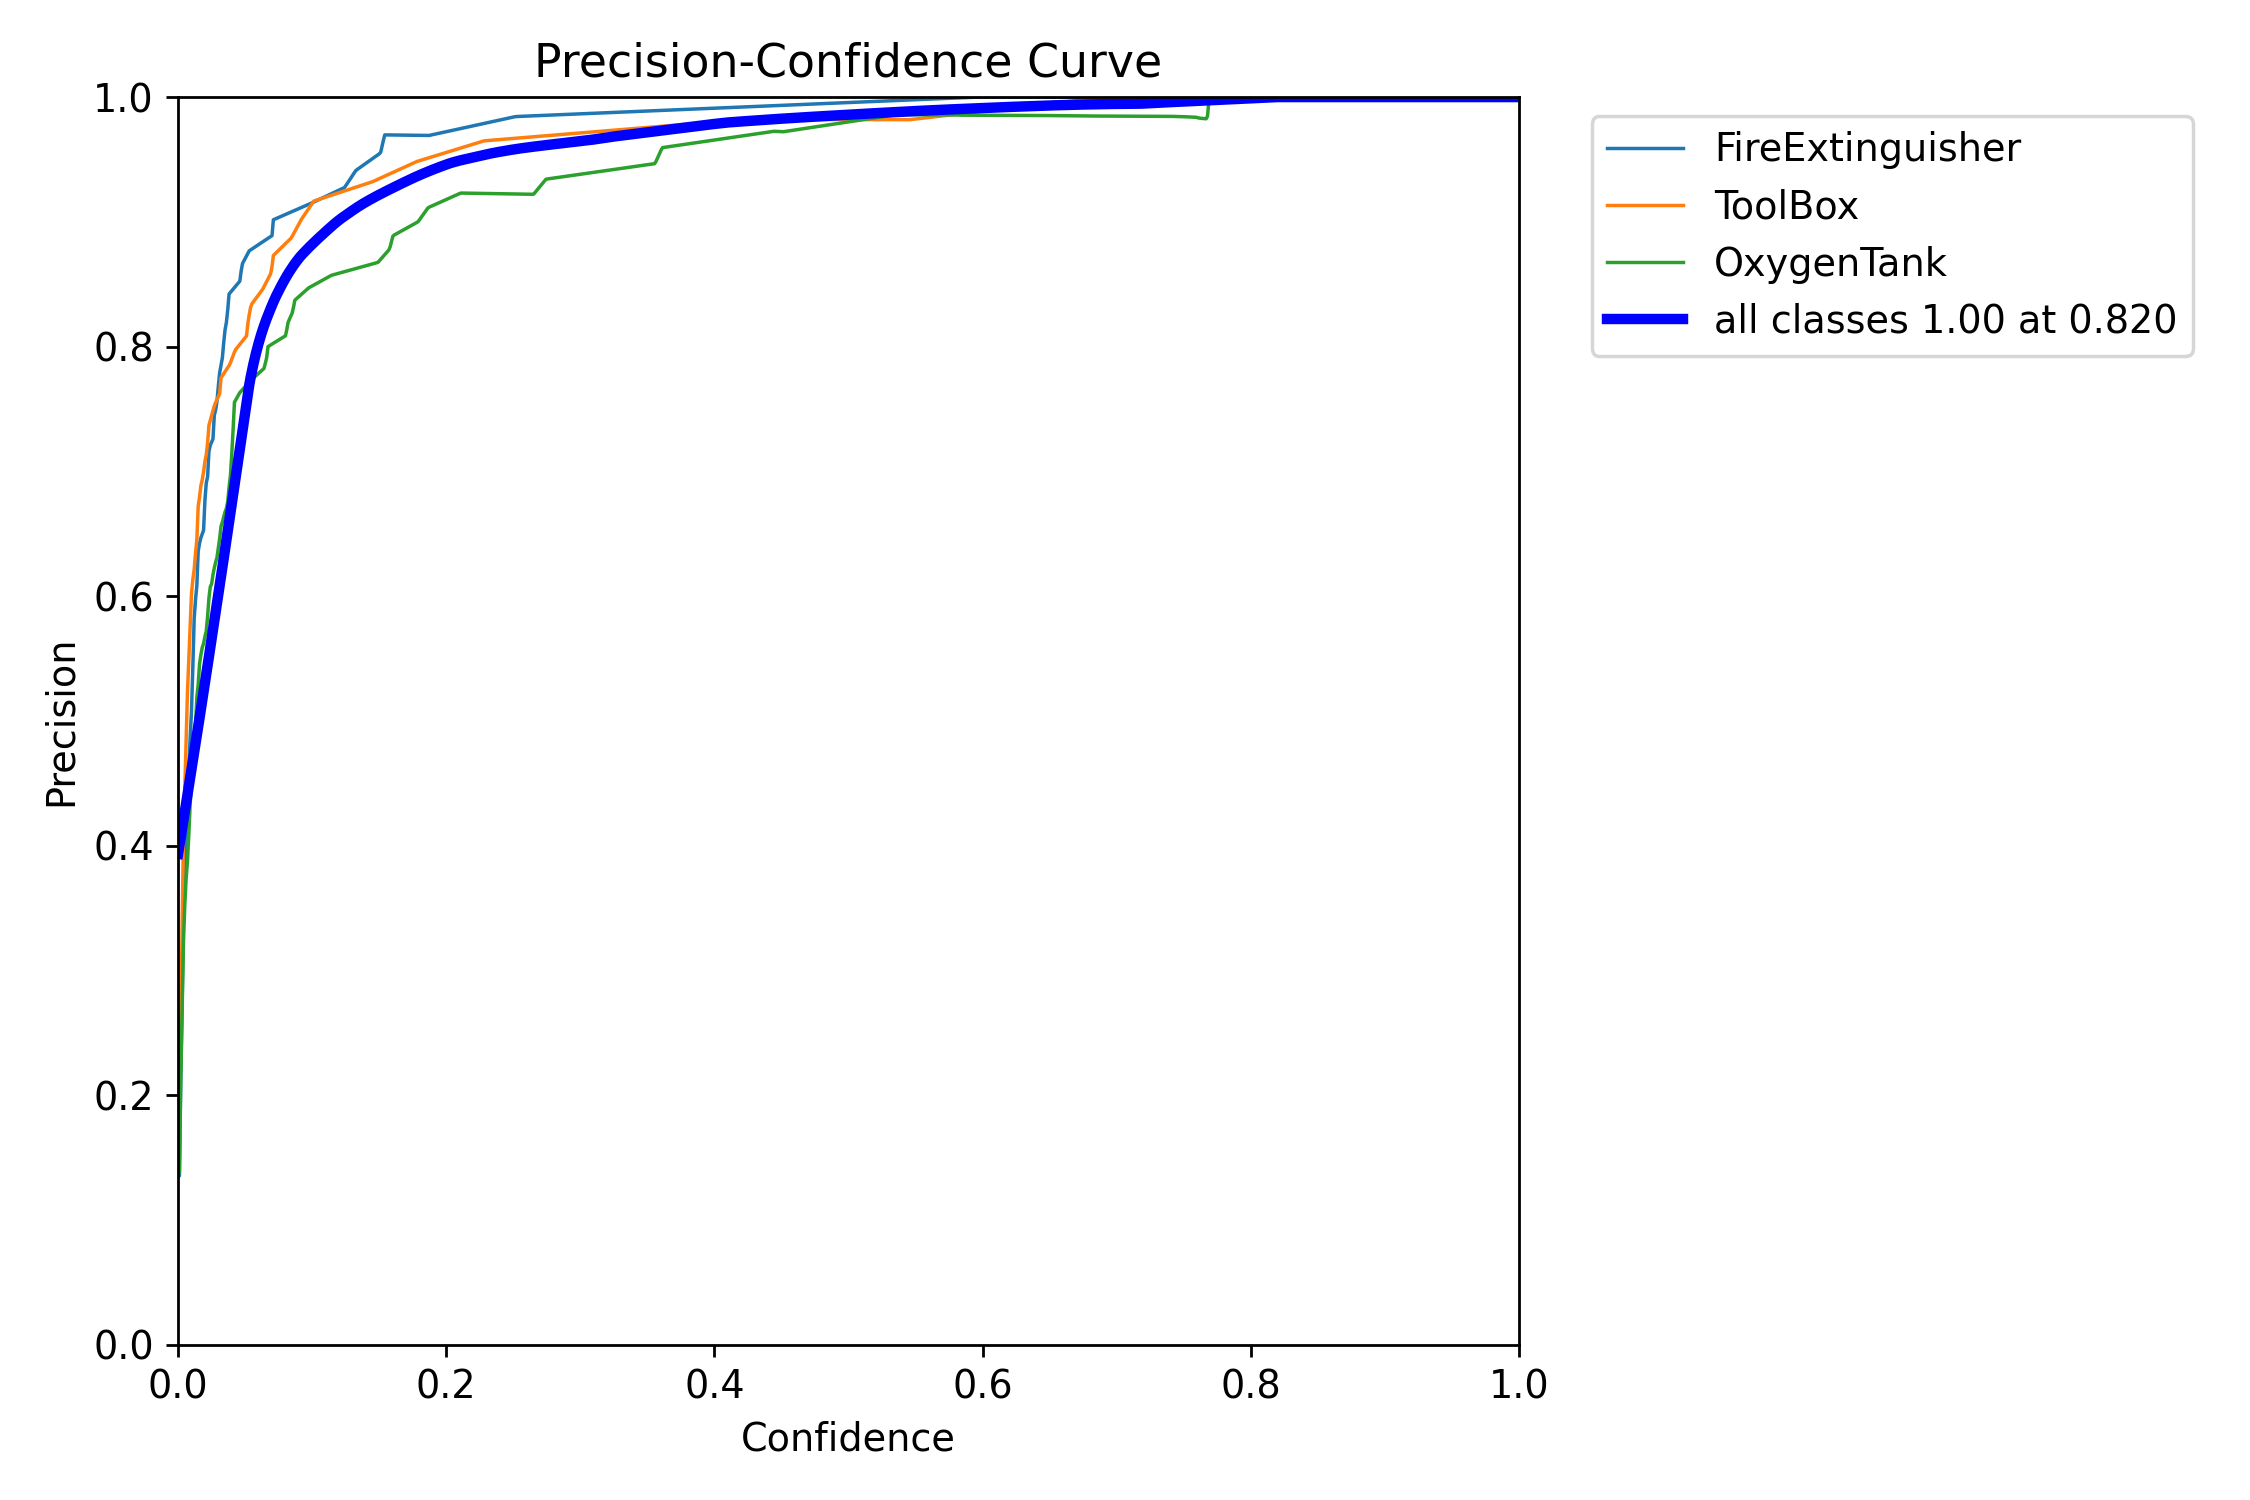 Precision-Confidence Curve
1.0
0.8
0.6
0.4
0.2
0.0
Precision
0.0 0.2 0.4 0.6 0.8 1.0
Confidence
FireExtinguisher
ToolBox
OxygenTank
all classes 1.00 at 0.820